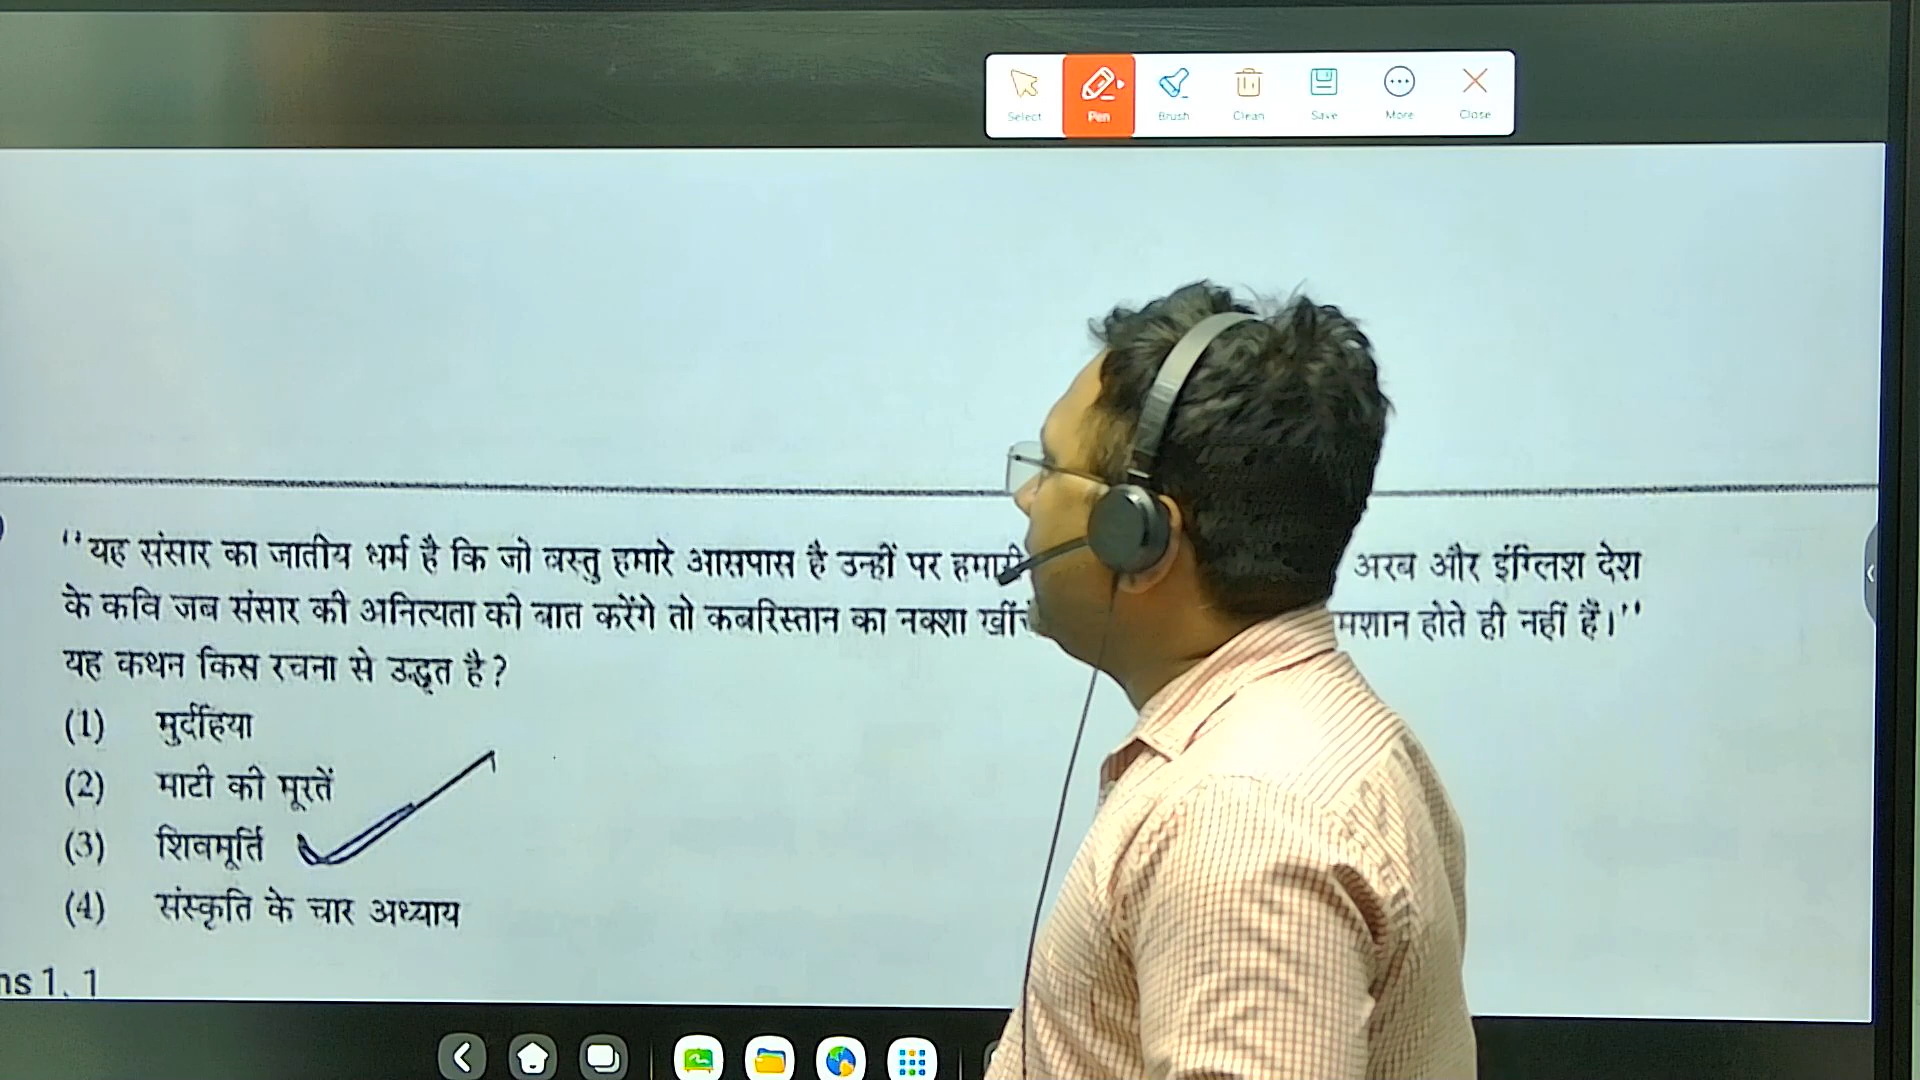 Select Pen Brush Clean Save More Close
''यह संसार का जातीय धर्म है कि जो वस्तु हमारे आसपास है उन्हीं पर हमारी अरब और इंग्लिश देश
के कवि जब संसार की अनित्यता की बात करेंगे तो कबरिस्तान का नक्शा होते ही नहीं हैं।''
यह कथन किस रचना से उद्धृत है?
(1) मुर्दहिया
(2) माटी की मूरतें
(3) शिवमूर्ति
(4) संस्कृति के चार अध्याय
1. 1